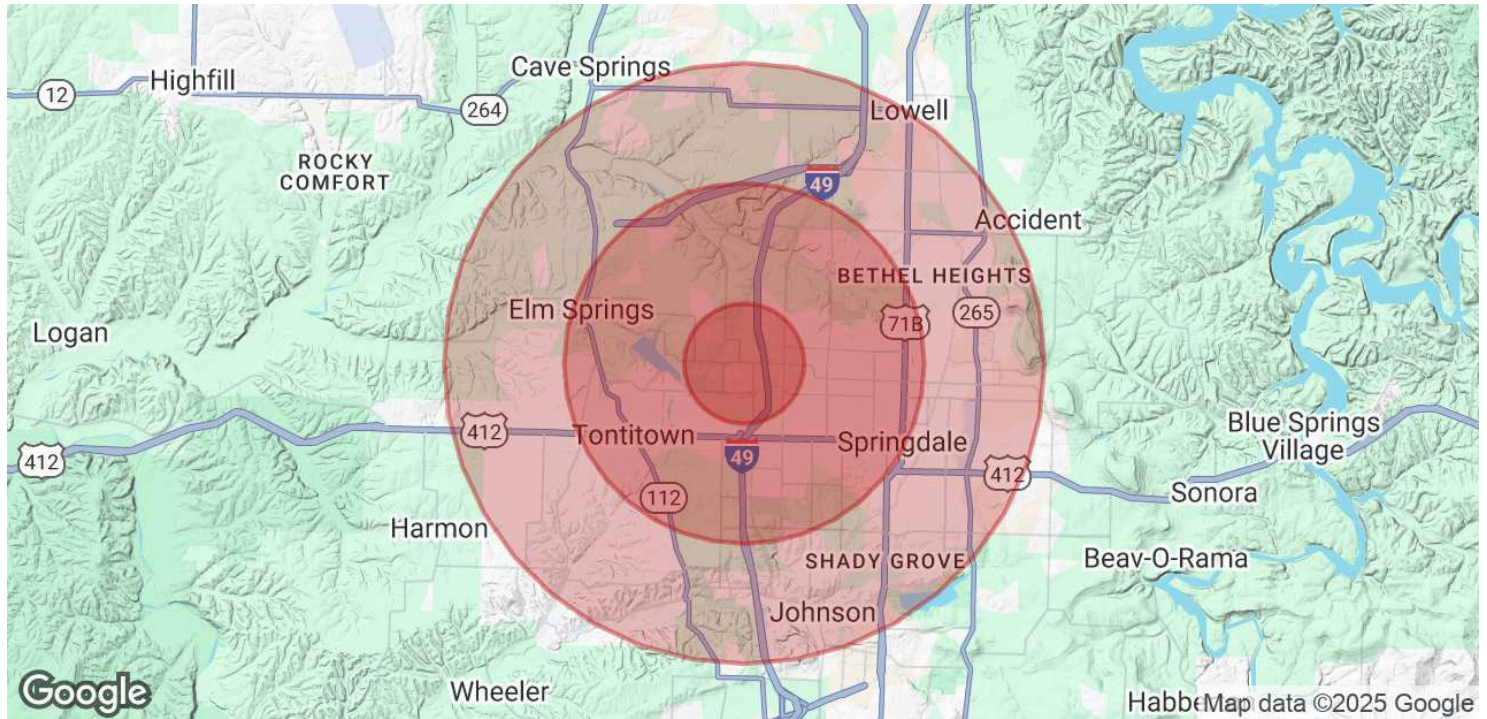 Cave Springs
Highfill
12
264
Lowell
ROCKY
COMFORT
49
Accident
BETHEL HEIGHTS
Elm Springs
71B
265
Logan
412
Tontitown
Springdale
Blue Springs
Village
412
49
412
112
Sonora
Harmon
SHADY GROVE
Beav-O-Rama
Johnson
Wheeler
Google
Habbe
Map data ©2025 Google